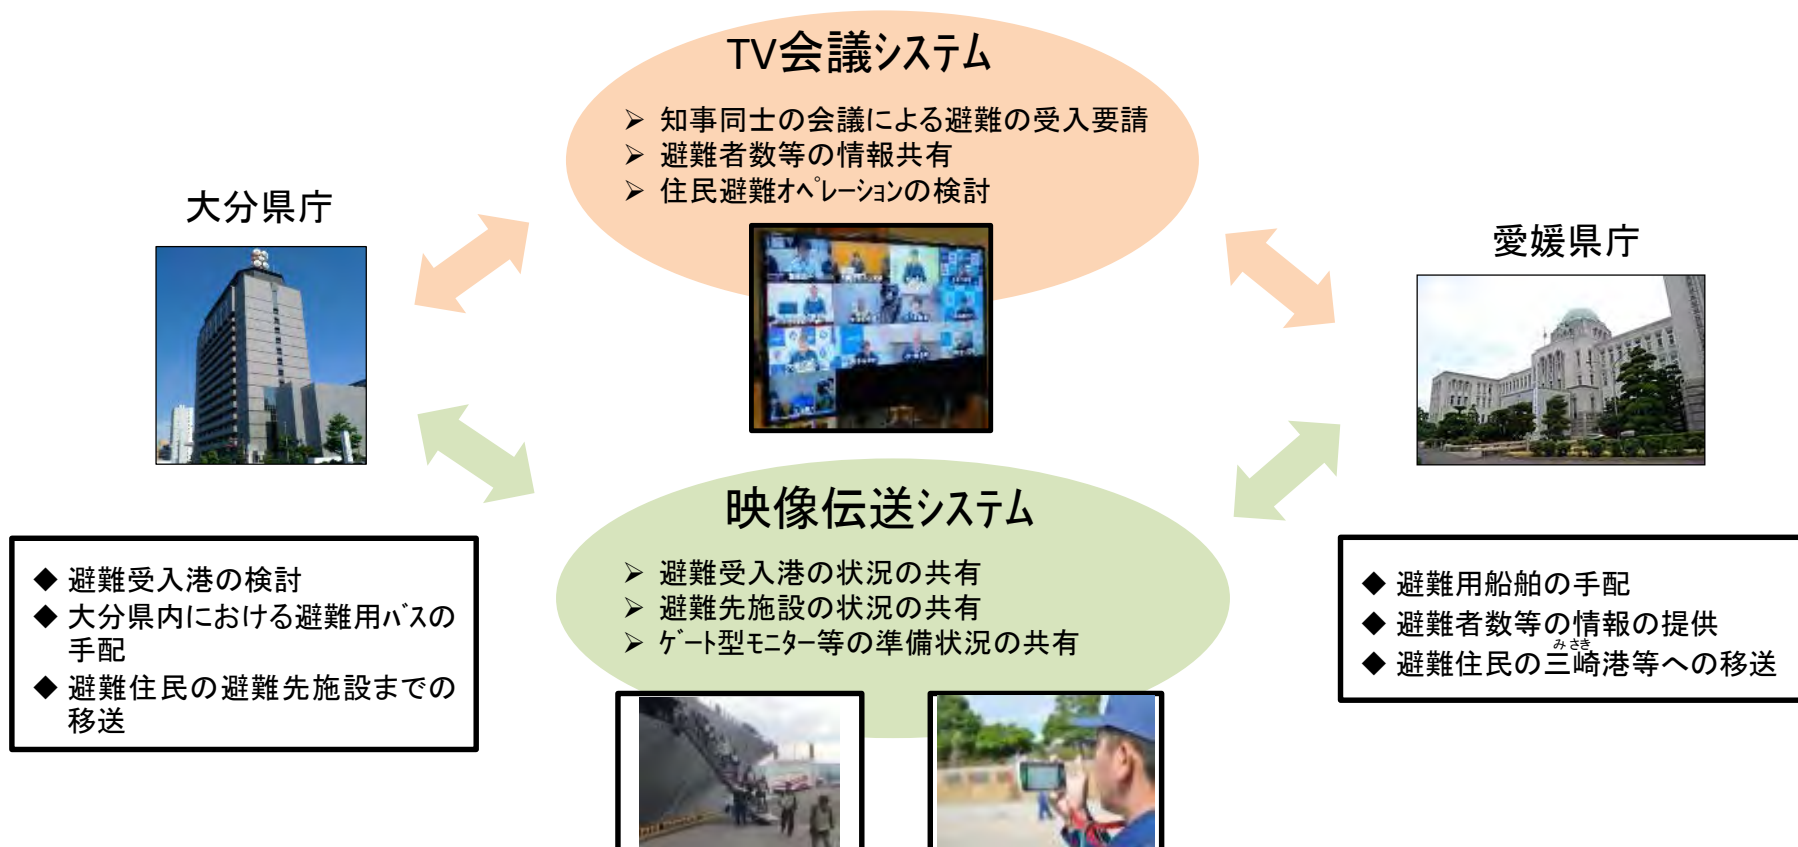 TV会議システム
➢ 知事同士の会議による避難の受入要請
➢ 避難者数等の情報共有
➢ 住民避難ｵﾍﾟﾚｰｼｮﾝの検討
大分県庁
愛媛県庁
映像伝送システム
➢ 避難受入港の状況の共有
➢ 避難先施設の状況の共有
➢ ｹﾞｰﾄ型ﾓﾆﾀｰ等の準備状況の共有
◆ 避難受入港の検討
◆ 大分県内における避難用ﾊﾞｽの
手配
◆ 避難住民の避難先施設までの
移送
◆ 避難用船舶の手配
◆ 避難者数等の情報の提供
みさき
◆ 避難住民の三崎港等への移送